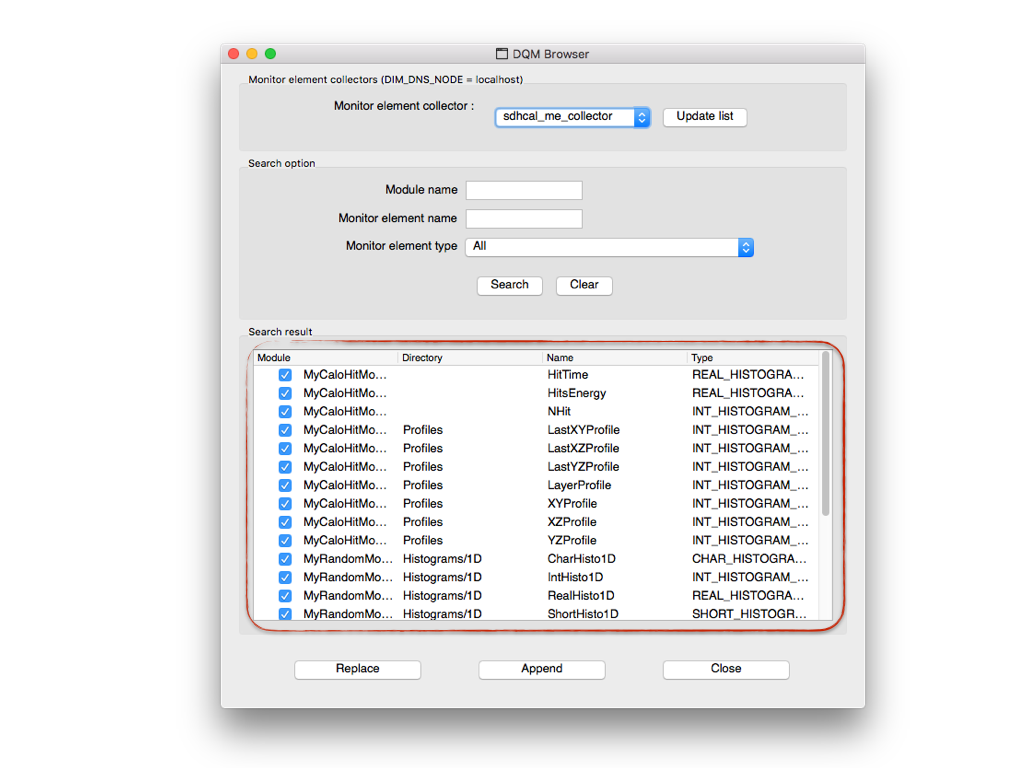 DQM Browser
Monitor element collectors (DIM_DNS_NODE = localhost)
Monitor element collector : sdhcal_me_collector Update list
Search option
Module name
Monitor element name
Monitor element type All
Search Clear
Search result
Module Directory Name Type
MyCaloHitMo... HitTime REAL_HISTOGRA...
MyCaloHitMo... HitsEnergy REAL_HISTOGRA...
MyCaloHitMo... NHit INT_HISTOGRAM_...
MyCaloHitMo... Profiles LastXYProfile INT_HISTOGRAM_...
MyCaloHitMo... Profiles LastXZProfile INT_HISTOGRAM_...
MyCaloHitMo... Profiles LastYZProfile INT_HISTOGRAM_...
MyCaloHitMo... Profiles LayerProfile INT_HISTOGRAM_...
MyCaloHitMo... Profiles XYProfile INT_HISTOGRAM_...
MyCaloHitMo... Profiles XZProfile INT_HISTOGRAM_...
MyCaloHitMo... Profiles YZProfile INT_HISTOGRAM_...
MyRandomMo... Histograms/1D CharHisto1D CHAR_HISTOGRA...
MyRandomMo... Histograms/1D IntHisto1D INT_HISTOGRAM_...
MyRandomMo... Histograms/1D RealHisto1D REAL_HISTOGRA...
MyRandomMo... Histograms/1D ShortHisto1D SHORT_HISTOGR...
Replace Append Close